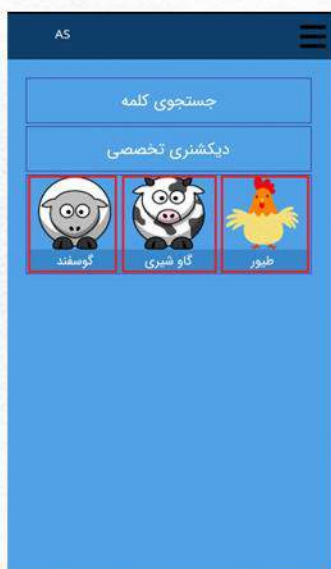 AS
جستجوی کلمه
دیکشنری تخصصی
طیور
گاو شیری
گوسفند